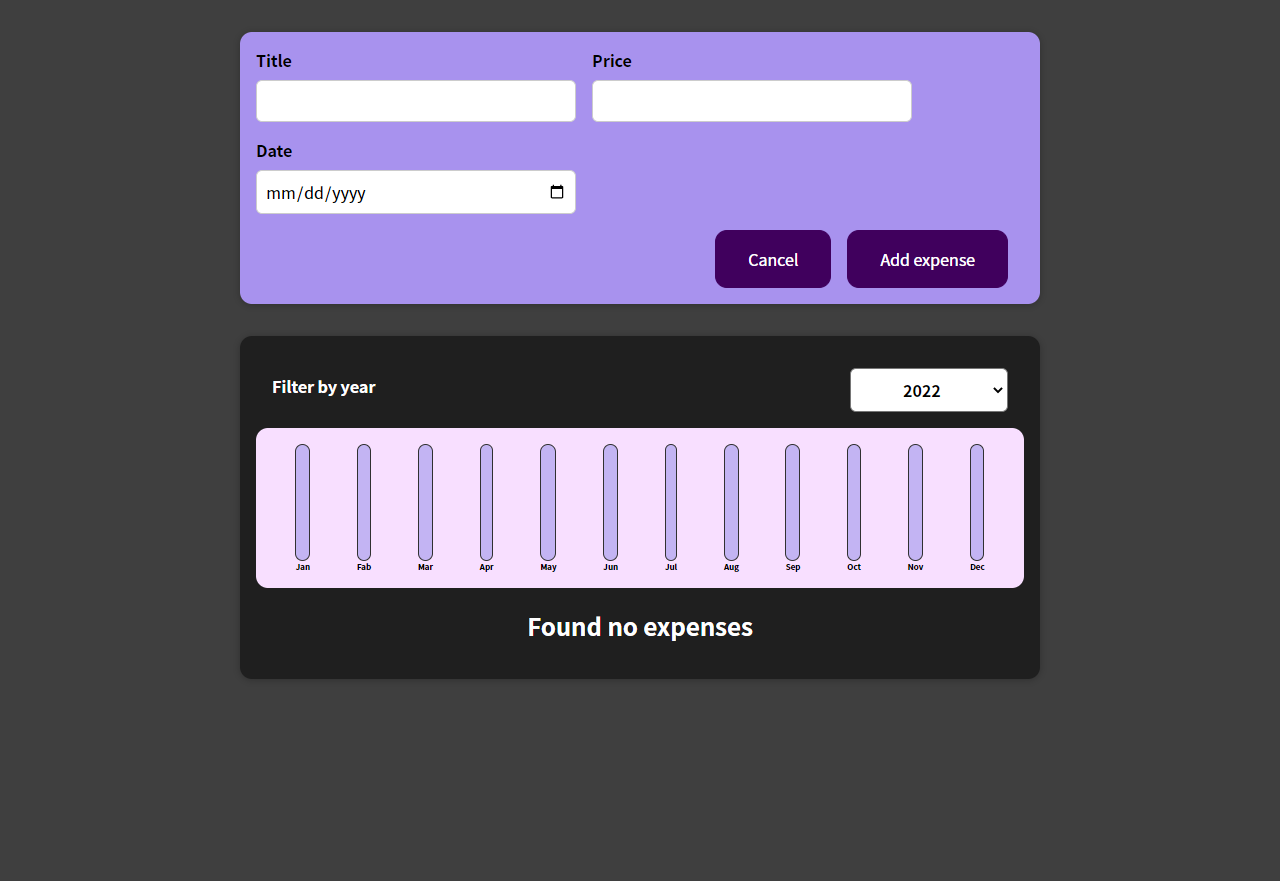 Title Price
Date
mm/dd/yyyy
Cancel Add expense
Filter by year 2022
Jan Fab Mar Apr May Jun Jul Aug Sep Oct Nov Dec
Found no expenses